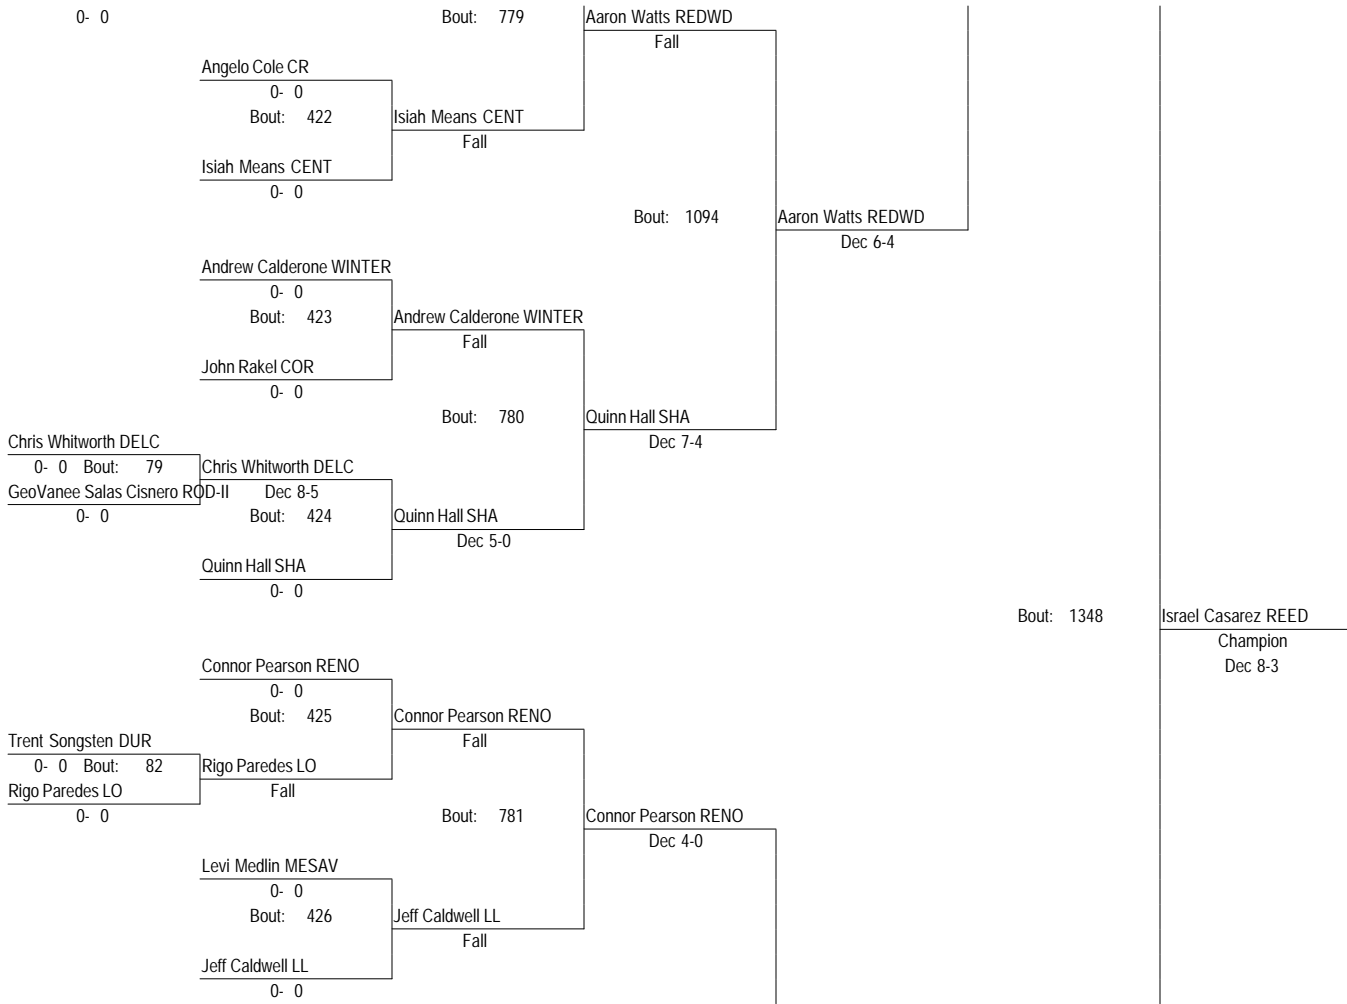 0- 0 Bout: 779 Aaron Watts REDWD
Fall
Angelo Cole CR
0- 0
Bout: 422 Isiah Means CENT
Fall
Isiah Means CENT
0- 0
Bout: 1094 Aaron Watts REDWD
Dec 6-4
Andrew Calderone WINTER
0- 0
Bout: 423 Andrew Calderone WINTER
Fall
John Rakel COR
0- 0
Bout: 780 Quinn Hall SHA
Chris Whitworth DELC Dec 7-4
0- 0 Bout: 79 Chris Whitworth DELC
GeoVanee Salas Cisnero ROD-II Dec 8-5
0- 0 Bout: 424 Quinn Hall SHA
Dec 5-0
Quinn Hall SHA
0- 0
Bout: 1348 Israel Casarez REED
Champion
Connor Pearson RENO Dec 8-3
0- 0
Bout: 425 Connor Pearson RENO
Trent Songsten DUR Fall
0- 0 Bout: 82 Rigo Paredes LO
Rigo Paredes LO Fall
0- 0 Bout: 781 Connor Pearson RENO
Dec 4-0
Levi Medlin MESAV
0- 0
Bout: 426 Jeff Caldwell LL
Fall
Jeff Caldwell LL
0- 0